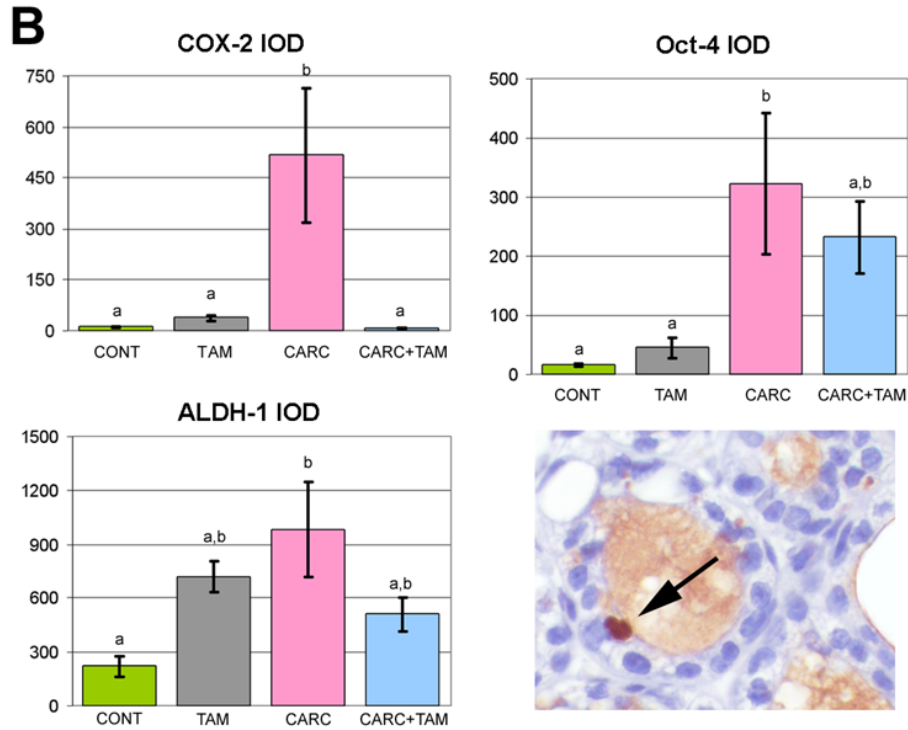 B
COX-2 IOD
750
600
450
300
150
0
a
a
b
a
CONT TAM CARC CARC+TAM
Oct-4 IOD
500
400
300
200
100
0
a
a
b
a,b
CONT TAM CARC CARC+TAM
ALDH-1 IOD
1500
1200
900
600
300
0
a
a,b
b
a,b
CONT TAM CARC CARC+TAM